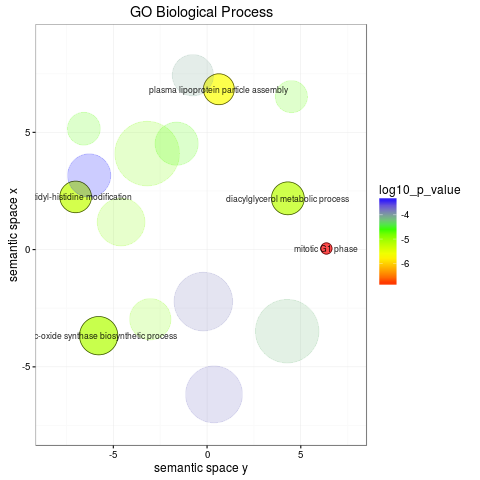 GO Biological Process
plasma lipoprotein particle assembly
idyl-histidine modification
diacylglycerol metabolic process
mitotic G1 phase
c-oxide synthase biosynthetic process
semantic space x
5
0
-5
-5
0
5
semantic space y
log10_p_value
-4
-5
-6